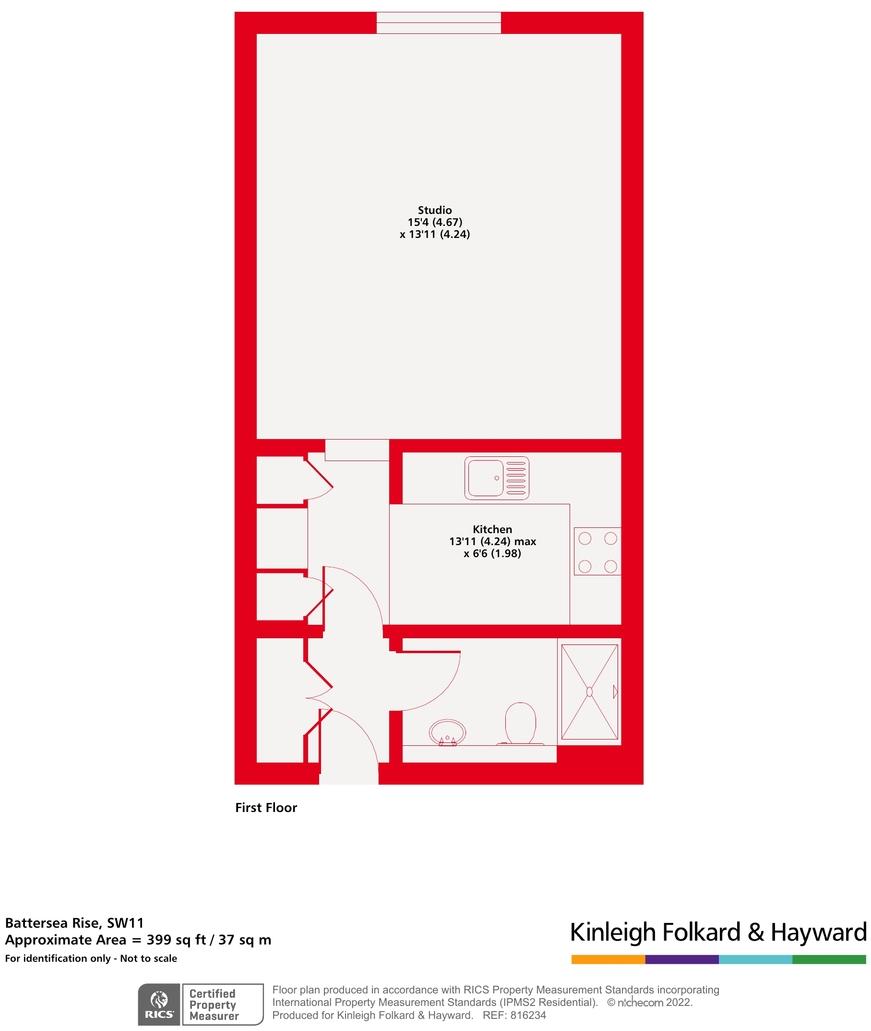 Studio
15'4 (4.67)
x 13'11 (4.24)
Kitchen
13'11 (4.24) max
x 6'6 (1.98)
First Floor
Battersea Rise, SW11
Approximate Area = 399 sq ft / 37 sq m
For identification only - Not to scale
Kinleigh Folkard & Hayward
RICS
Certified
Property
Measurer
Floor plan produced in accordance with RICS Property Measurement Standards incorporating
International Property Measurement Standards (IPMS2 Residential). © nichecom 2022.
Produced for Kinleigh Folkard & Hayward. REF: 816234